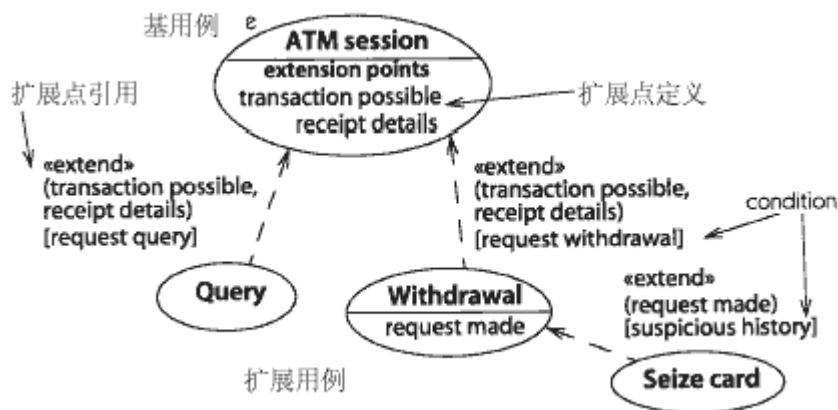 基用例
ATM session
extension points
transaction possible
receipt details
扩展点引用
扩展点定义
«extend»
(transaction possible,
receipt details)
[request query]
«extend»
(transaction possible,
receipt details)
[request withdrawal]
condition
«extend»
(request made)
[suspicious history]
Query
Withdrawal
request made
扩展用例
Seize card